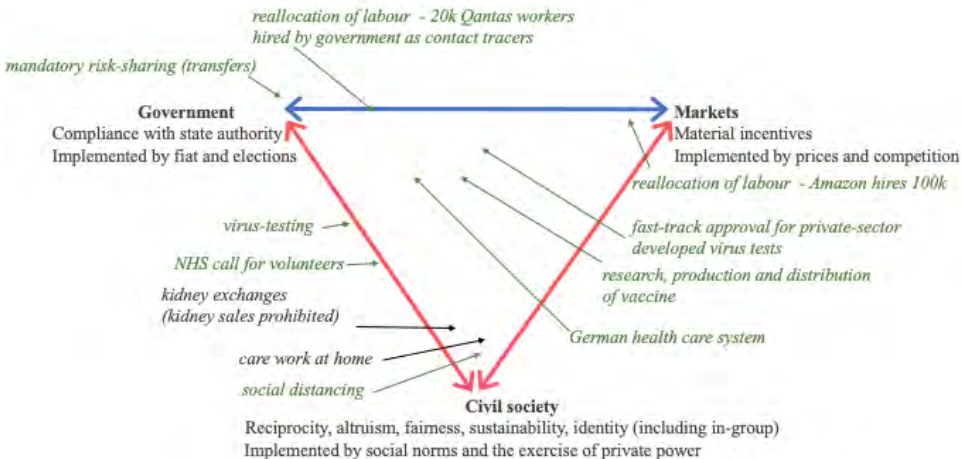 reallocation of labour - 20k Qantas workers
hired by government as contact tracers
mandatory risk-sharing (transfers)
Government
Compliance with state authority
Implemented by fiat and elections
Markets
Material incentives
Implemented by prices and competition
reallocation of labour - Amazon hires 100k
virus-testing
fast-track approval for private-sector
developed virus tests
NHS call for volunteers
research, production and distribution
of vaccine
kidney exchanges
(kidney sales prohibited)
German health care system
care work at home
social distancing
Civil society
Reciprocity, altruism, fairness, sustainability, identity (including in-group)
Implemented by social norms and the exercise of private power